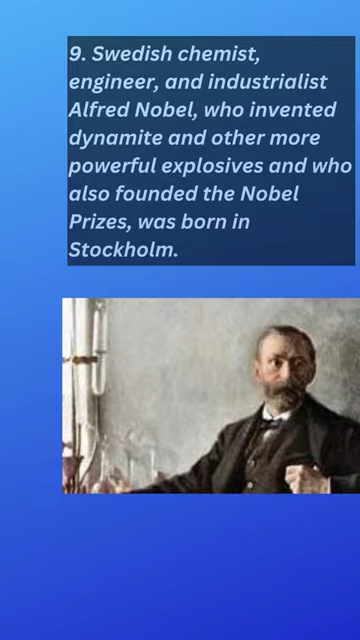 9. Swedish chemist,
engineer, and industrialist
Alfred Nobel, who invented
dynamite and other more
powerful explosives and who
also founded the Nobel
Prizes, was born in
Stockholm.